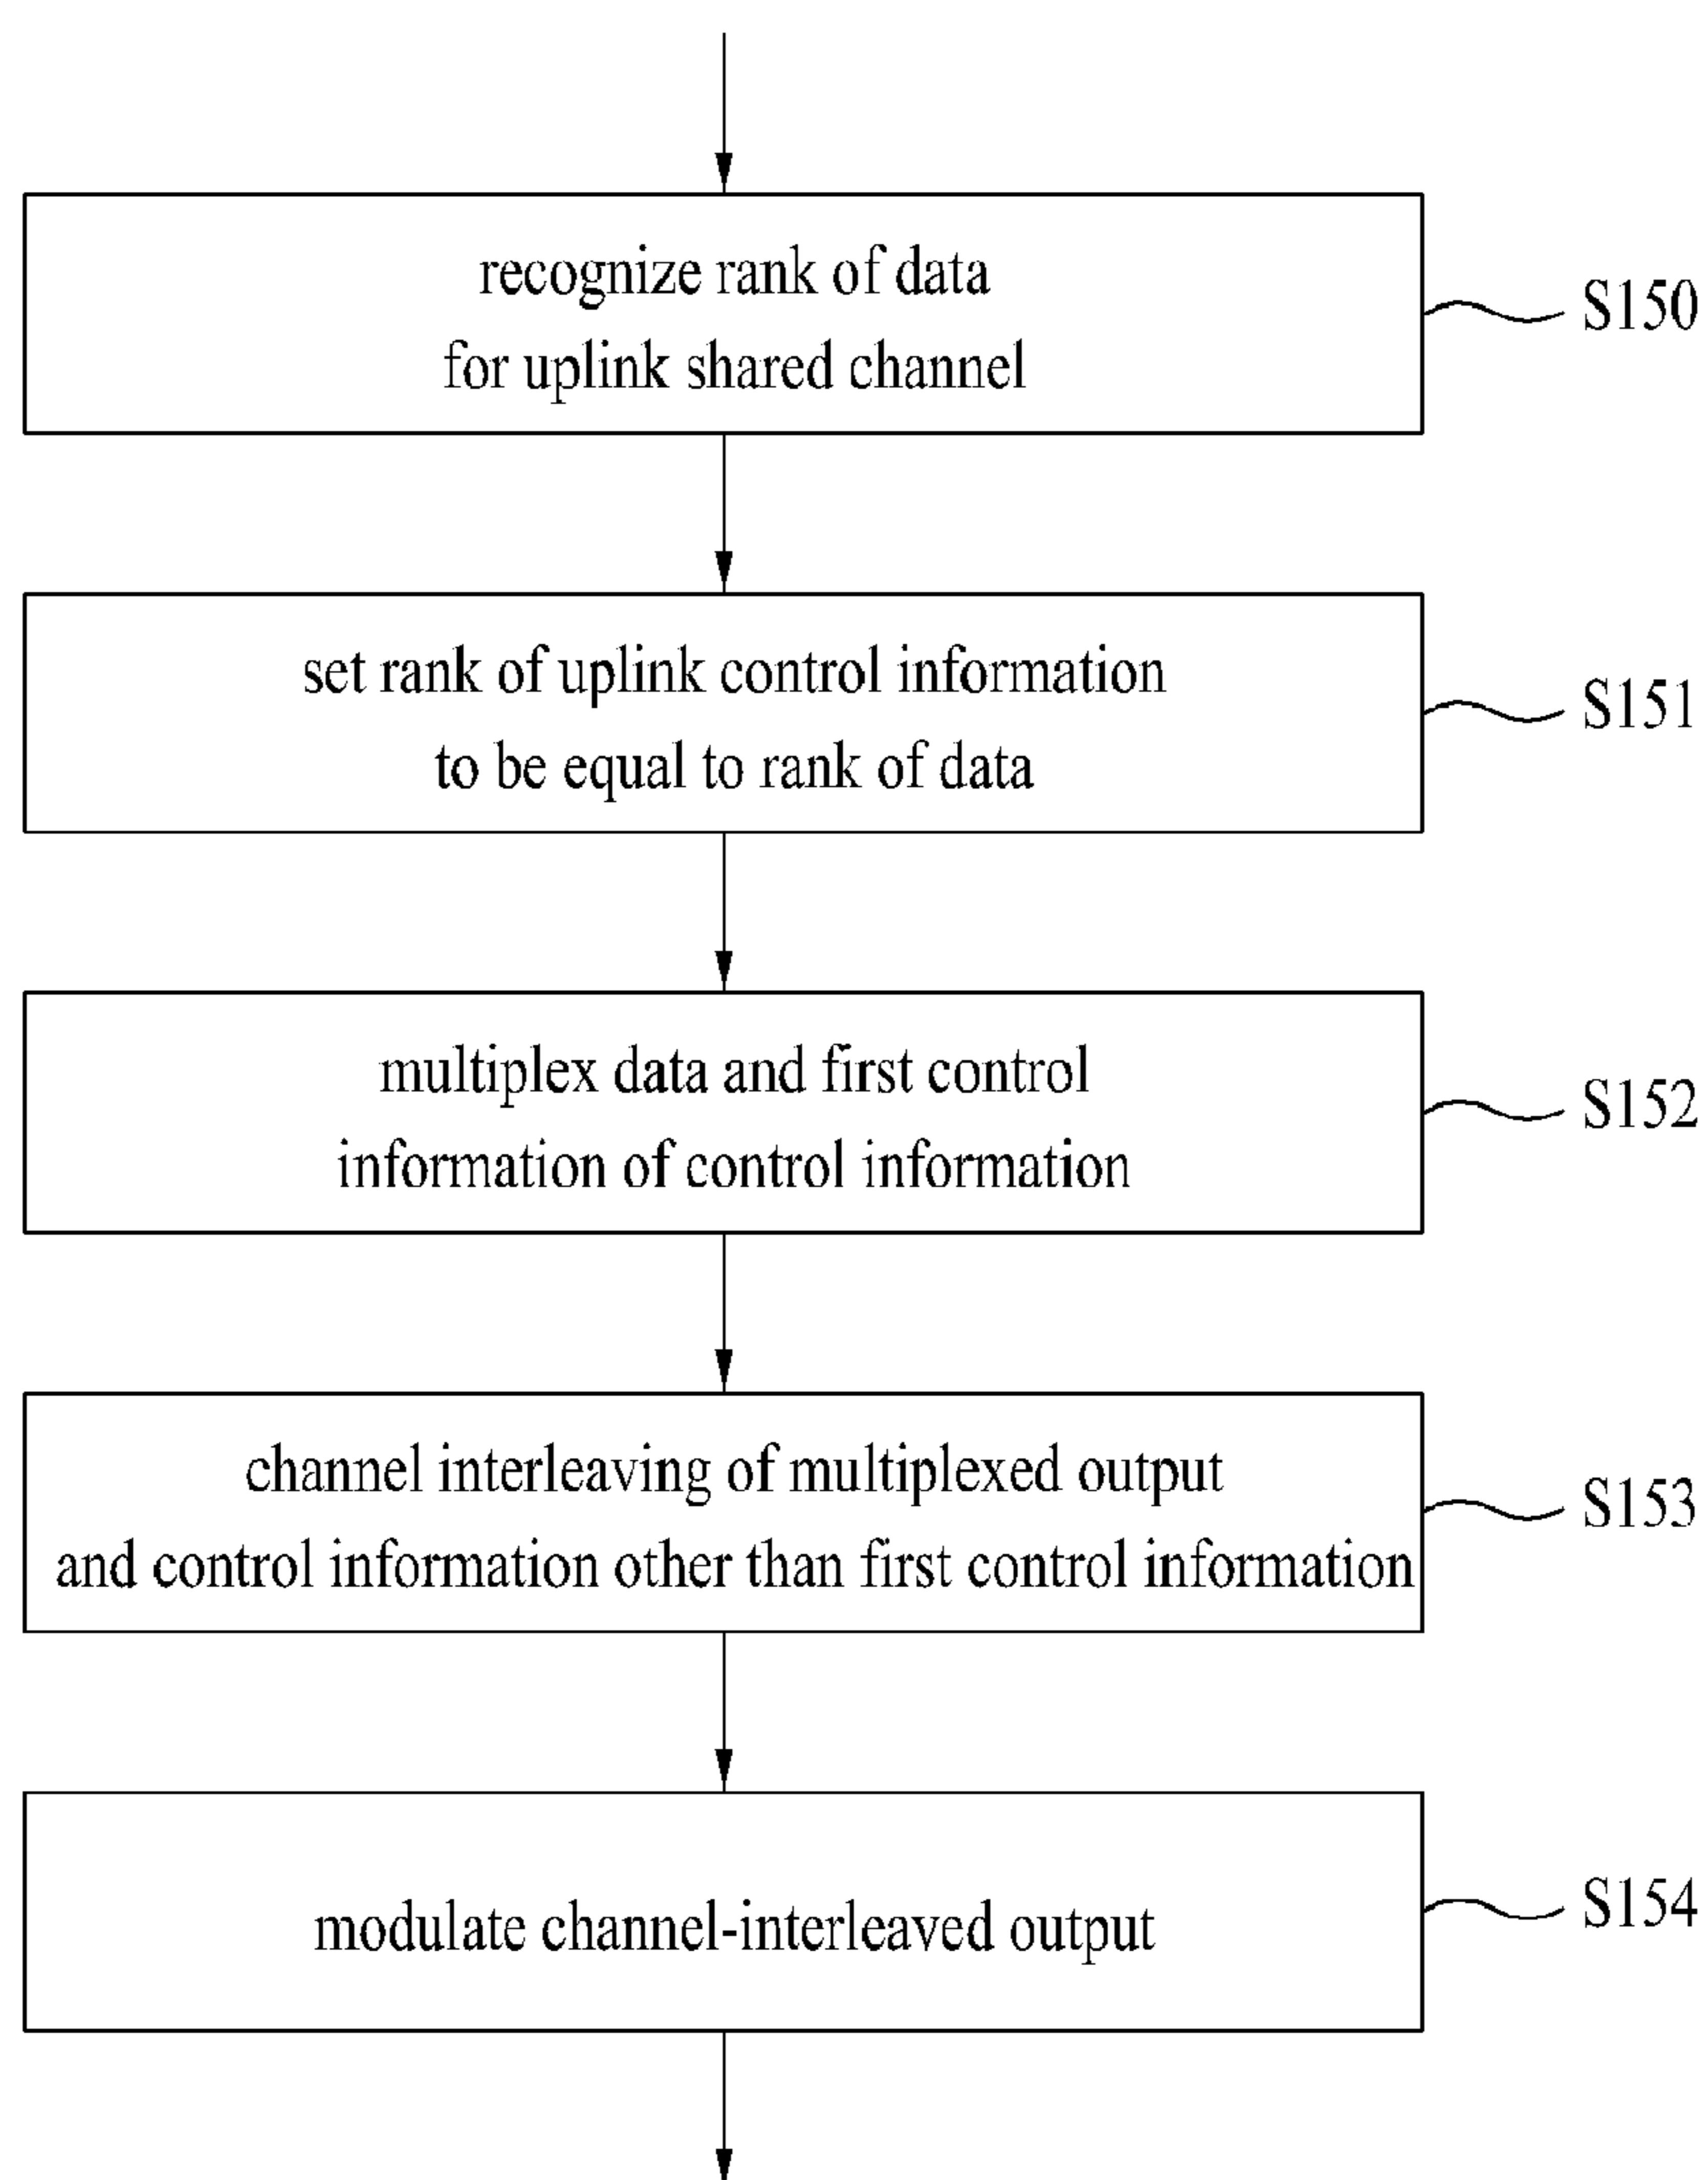 recognize rank of data
for uplink shared channel
S150
set rank of uplink control information
to be equal to rank of data
S151
multiplex data and first control
information of control information
S152
channel interleaving of multiplexed output
and control information other than first control information
S153
modulate channel-interleaved output
S154